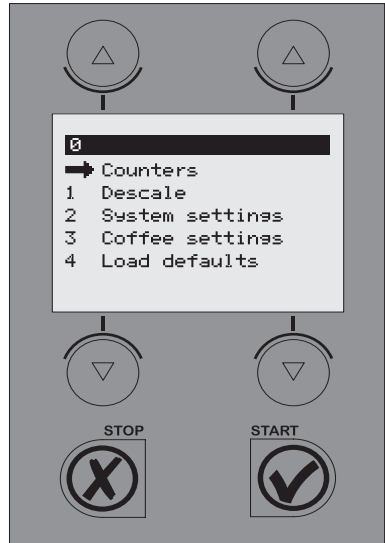 0
Counters
1 Descale
2 System settings
3 Coffee settings
4 Load defaults
STOP START